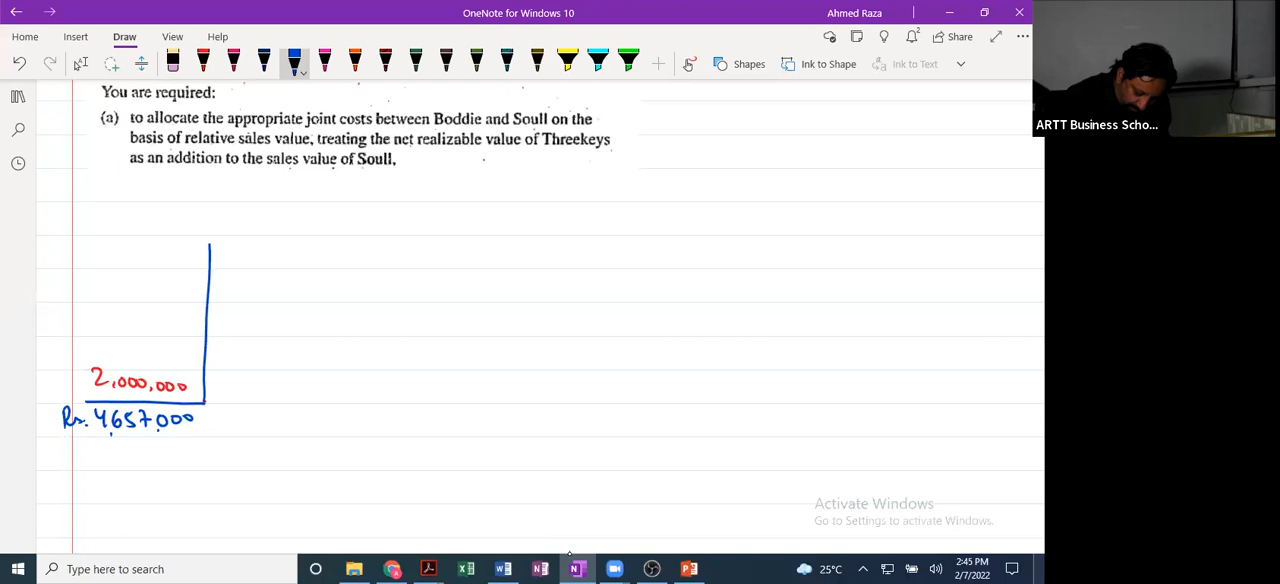 OneNote for Windows 10
Ahmed Raza
Home Insert Draw View Help
Share
Shapes Ink to Shape Ink to Text
You are required:
(a) to allocate the appropriate joint costs between Boddie and Soull on the
basis of relative sales value, treating the net realizable value of Threekeys
as an addition to the sales value of Soull.
ARTT Business Scho...
2,000,000
Rs. 4,657,000
Activate Windows
Go to Settings to activate Windows.
Type here to search
25°C
2:45 PM
2/7/2022